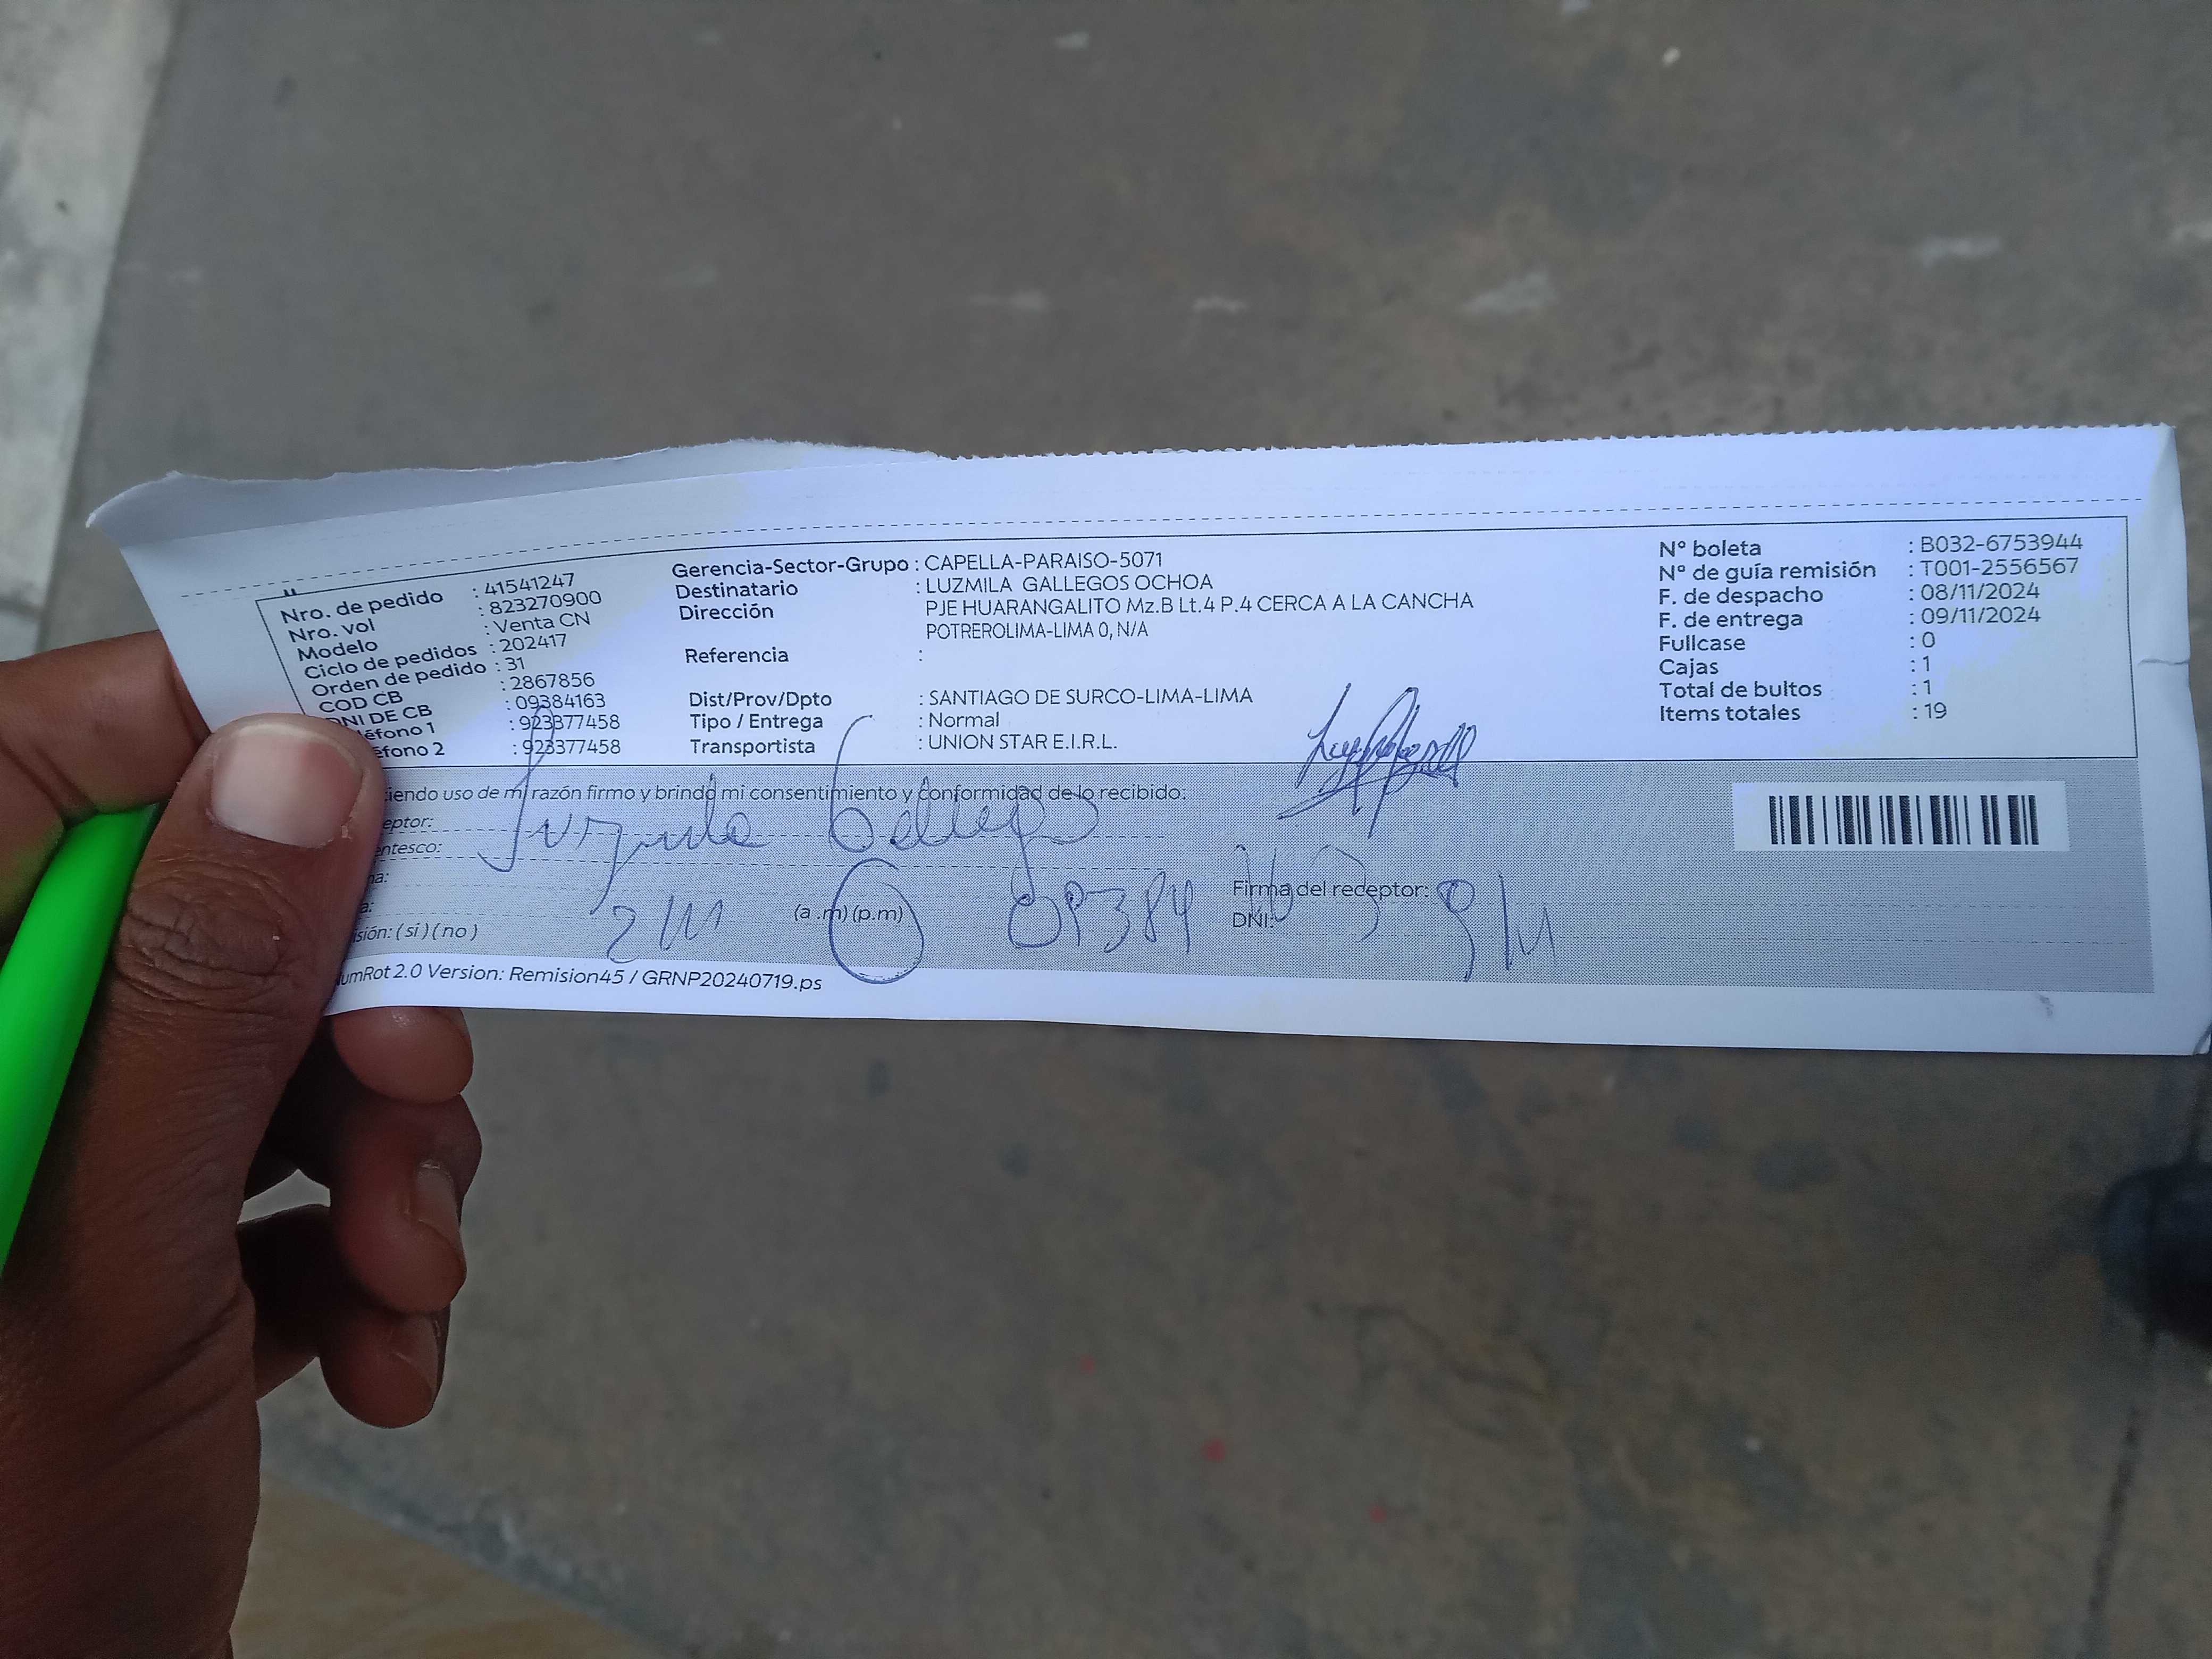 Nro. de pedido : 41541247
Nro. vol : 823270900
Modelo : Venta CN
Ciclo de pedidos : 202417
Orden de pedido : 31
COD CB : 2867856
DNI DE CB : 09384163
éfono 1 : 923377458
éfono 2 : 923377458
Gerencia-Sector-Grupo : CAPELLA-PARAISO-5071
Destinatario : LUZMILA GALLEGOS OCHOA
Dirección PJE HUARANGALITO Mz.B Lt.4 P.4 CERCA A LA CANCHA
POTREROLIMA-LIMA 0, N/A
Referencia :
Dist/Prov/Dpto : SANTIAGO DE SURCO-LIMA-LIMA
Tipo / Entrega : Normal
Transportista : UNION STAR E.I.R.L.
Nº boleta : B032-6753944
Nº de guía remisión : T001-2556567
F. de despacho : 08/11/2024
F. de entrega : 09/11/2024
Fullcase : 0
Cajas : 1
Total de bultos : 1
Items totales : 19
iendo uso de mi razón firmo y brindo mi consentimiento y conformidad de lo recibido:
eptor:
entesco:
na:
a: (a .m) (p.m)
isión: ( si ) ( no )
Firma del receptor:
DNI: 09384163
umRot 2.0 Version: Remision45 / GRNP20240719.ps